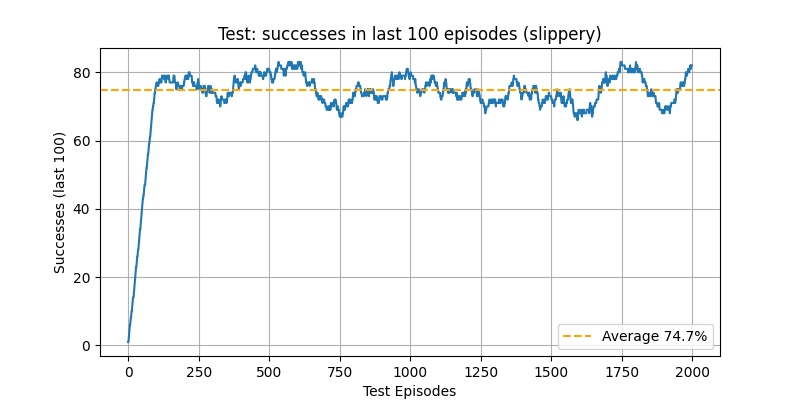 Test: successes in last 100 episodes (slippery)
Successes (last 100)
80
60
40
20
0
Average 74.7%
0 250 500 750 1000 1250 1500 1750 2000
Test Episodes